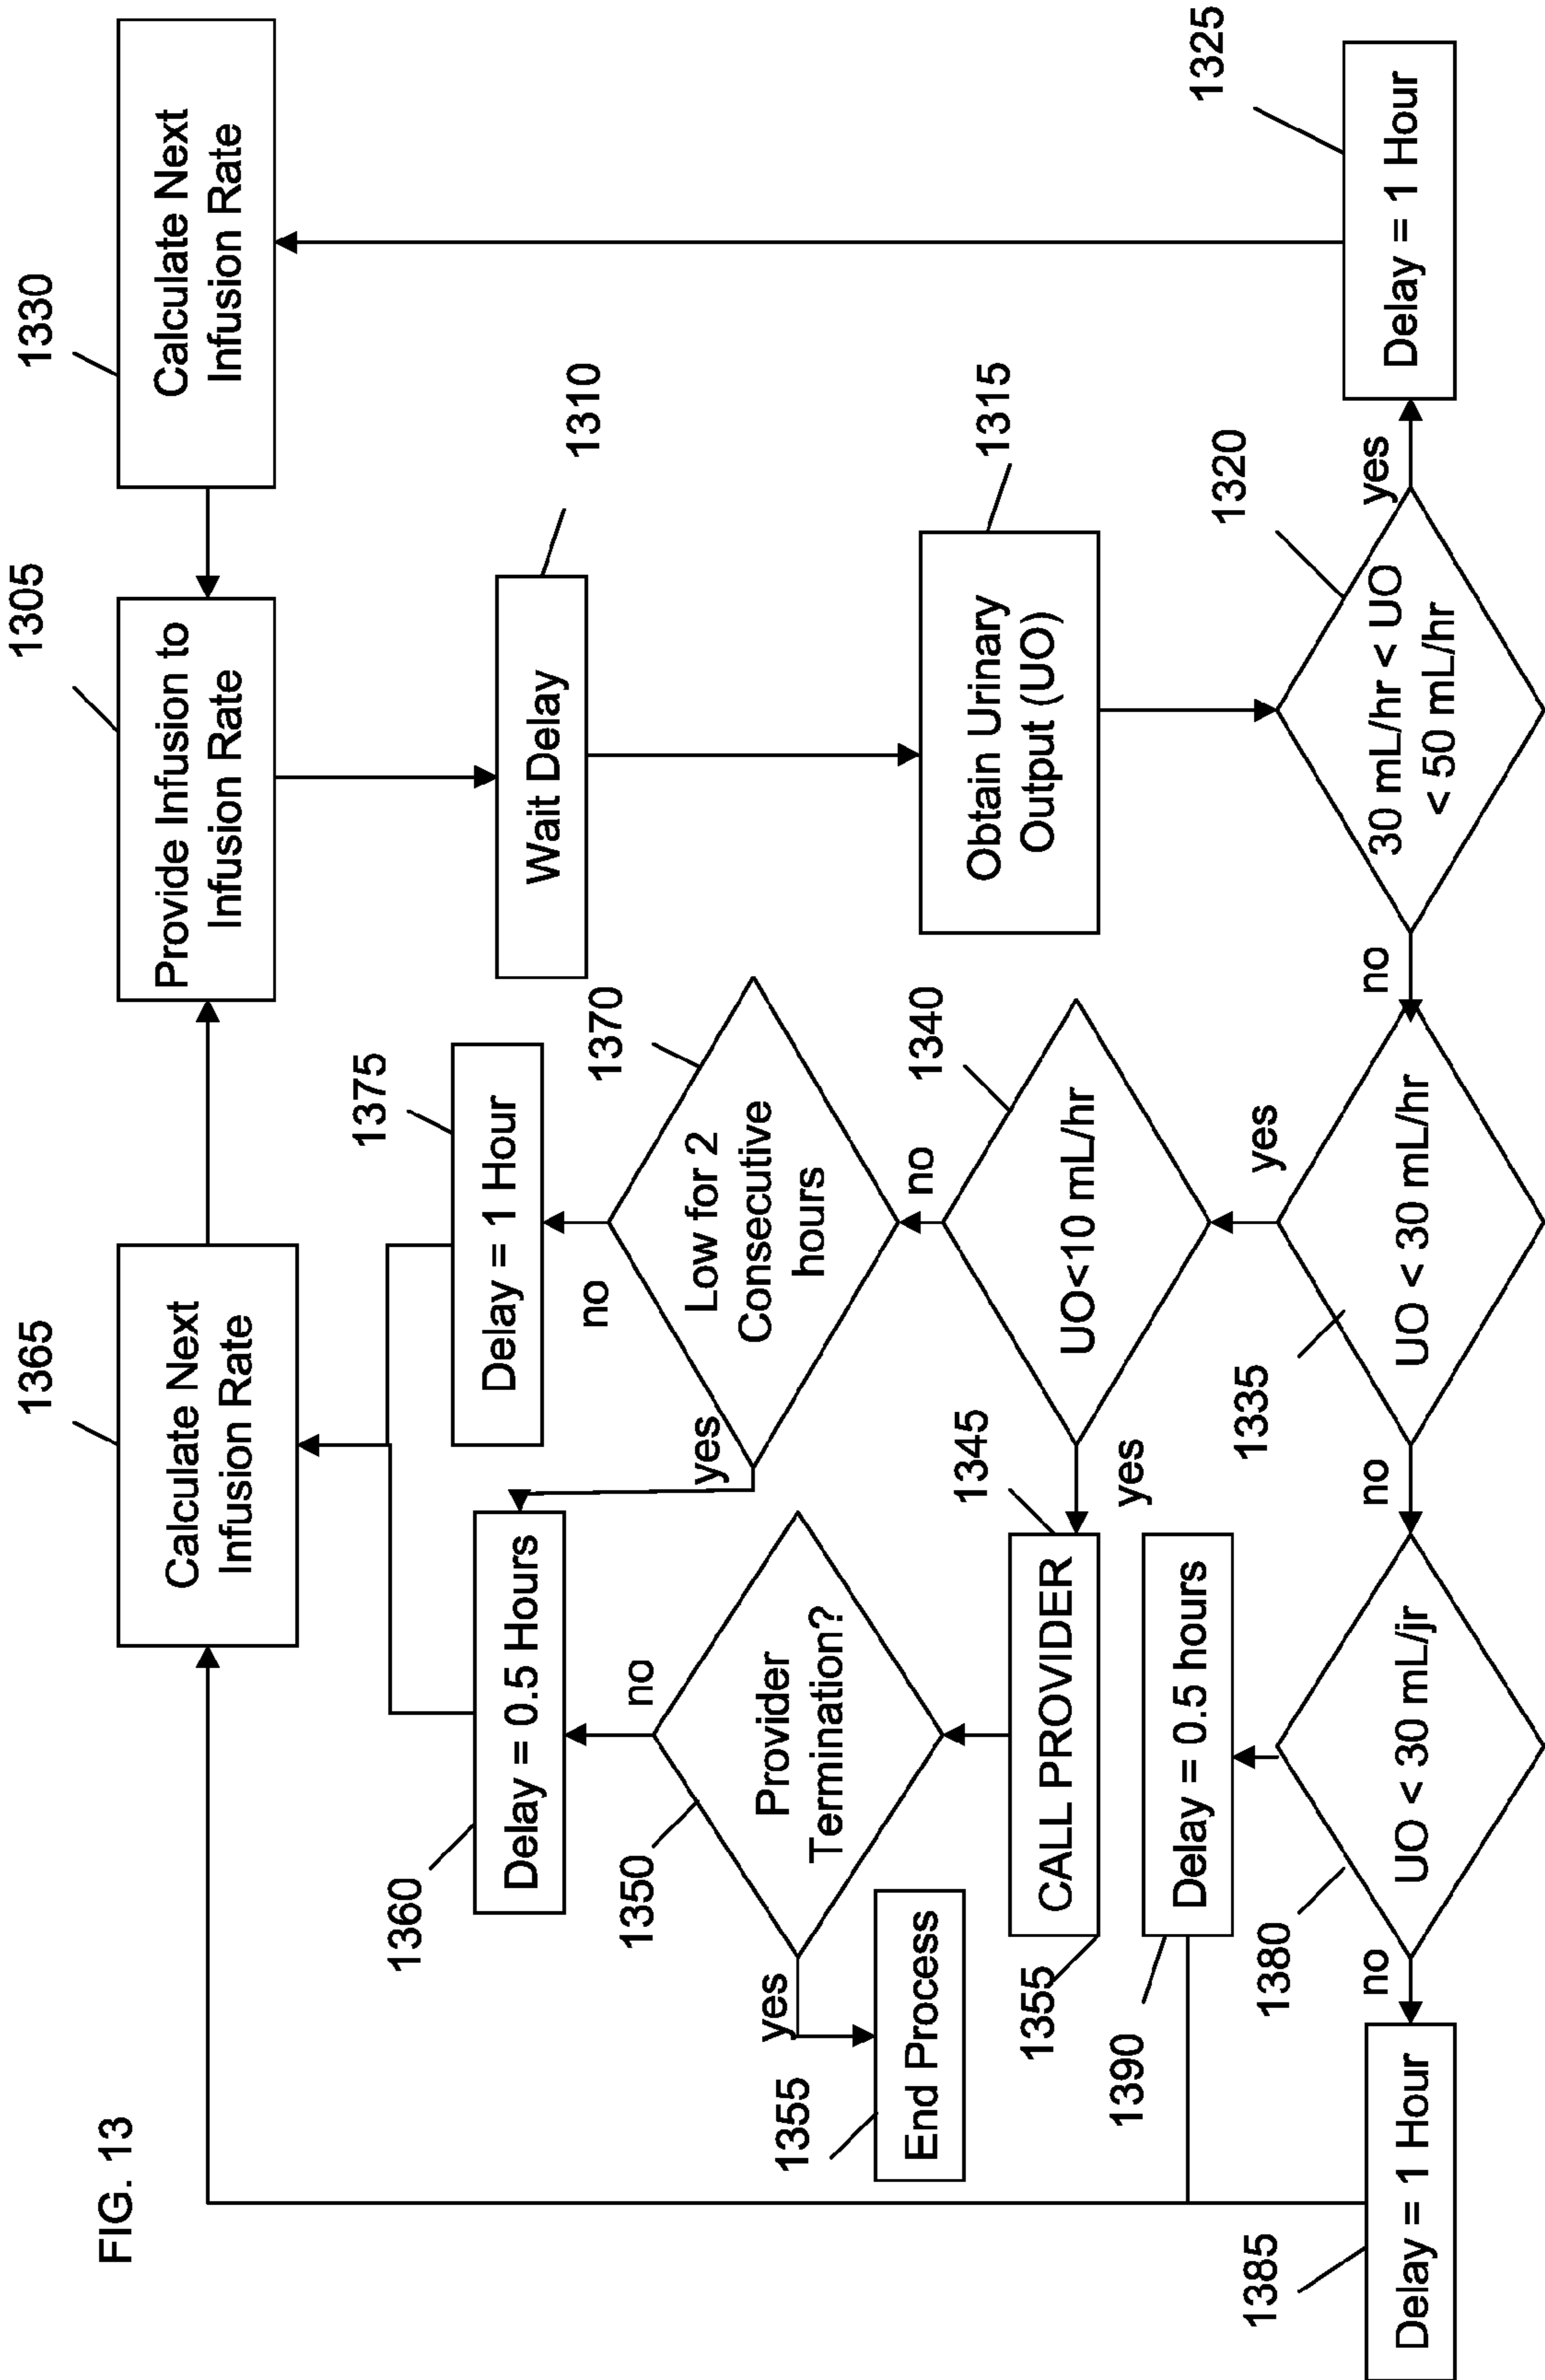 FIG. 13
1365
Calculate Next
Infusion Rate
1305
Provide Infusion to
Infusion Rate
1330
Calculate Next
Infusion Rate
1310
Wait Delay
1315
Obtain Urinary
Output (UO)
1320
30 mL/hr < UO
< 50 mL/hr
yes
1325
Delay = 1 Hour
no
1335
UO < 30 mL/hr
yes
1340
UO<10 mL/hr
no
1370
Low for 2
Consecutive
hours
no
1375
Delay = 1 Hour
yes
1360
Delay = 0.5 Hours
yes
1345
CALL PROVIDER
1355
1350
Provider
Termination?
no
yes
1355
End Process
no
1380
UO < 30 mL/jr
1390
Delay = 0.5 hours
no
1385
Delay = 1 Hour